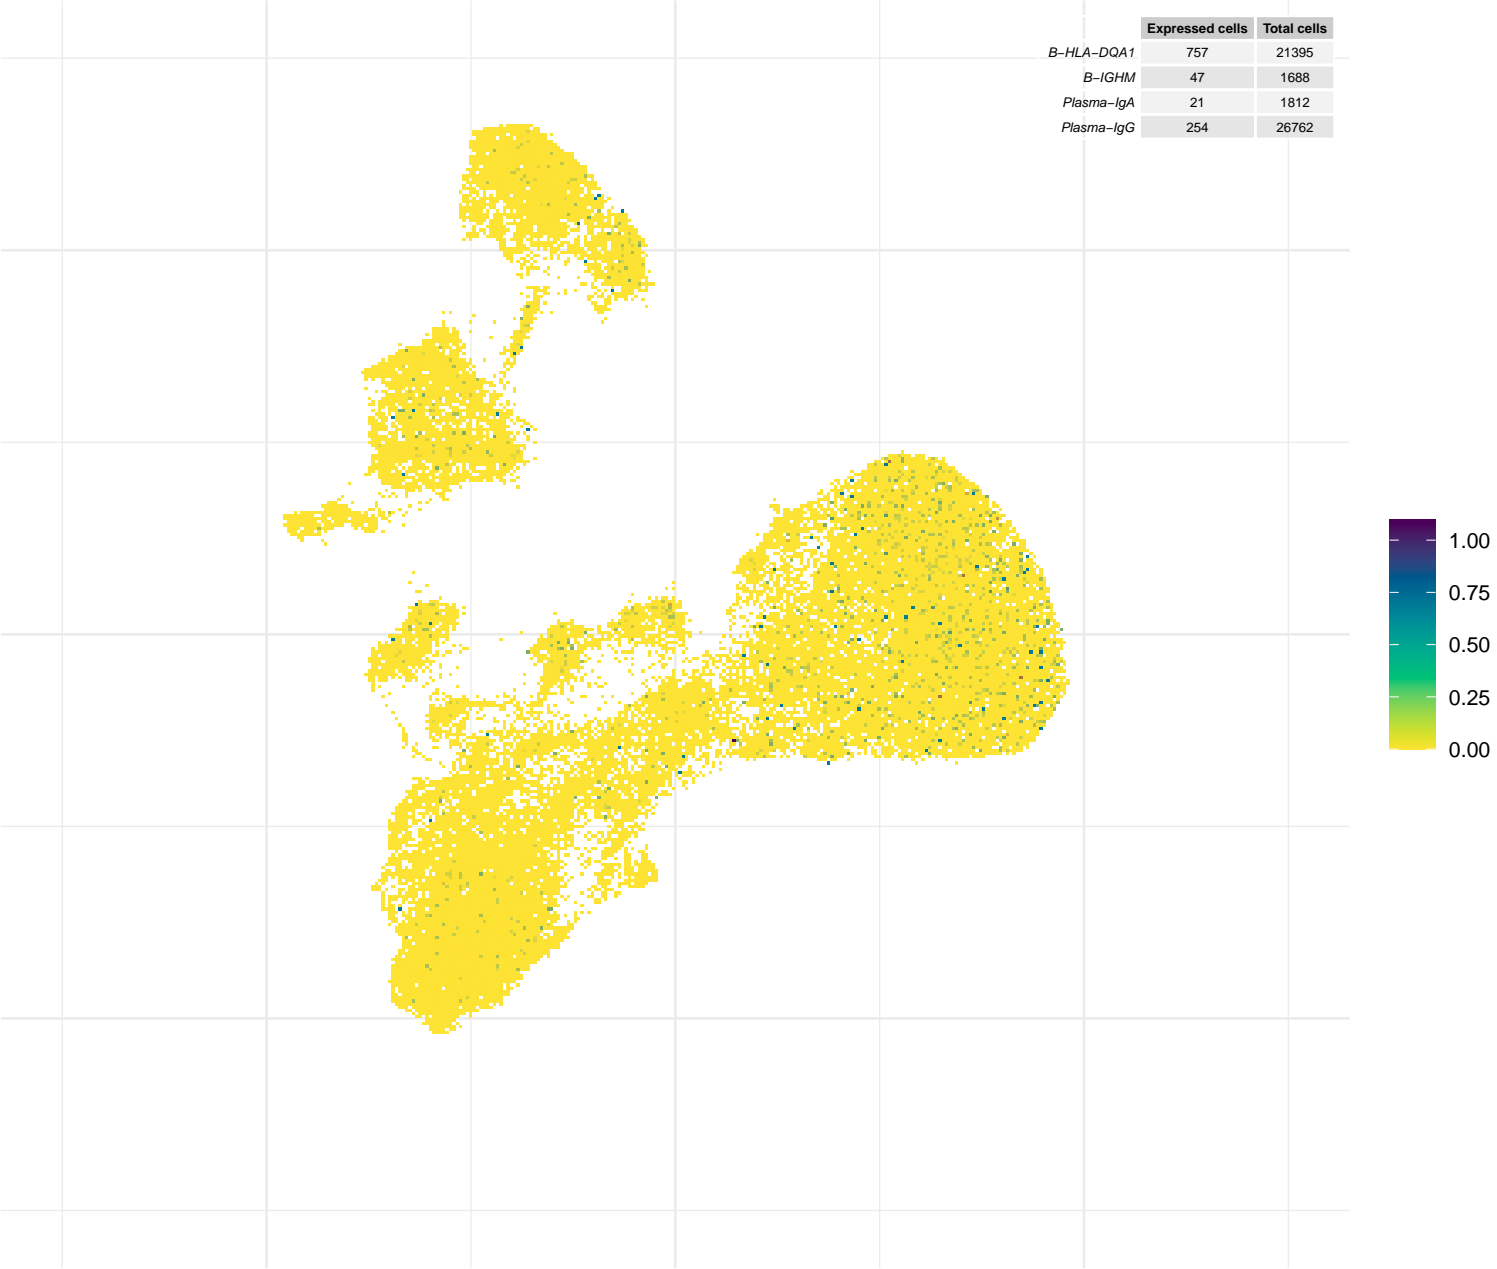 Expressed cells Total cells
B−HLA−DQA1 757 21395
B−IGHM 47 1688
Plasma−IgA 21 1812
Plasma−IgG 254 26762
1.00
0.75
0.50
0.25
0.00